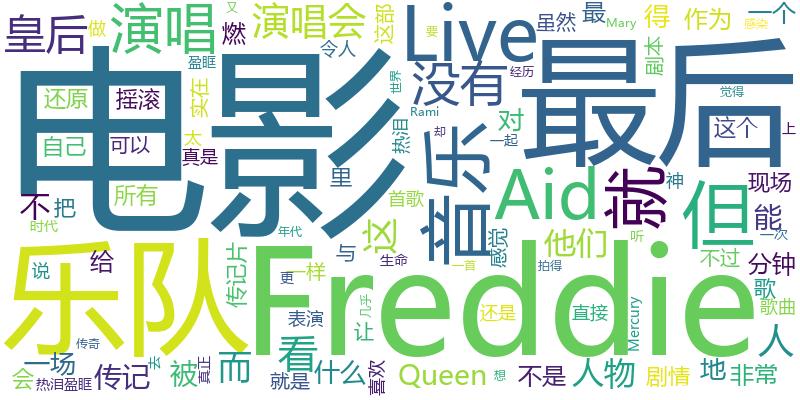 皇后
做
演唱
又
燃
演唱会
这部
Live
虽然
最
Mary
得
作为
要
一个
感染
盈眶
实在
令人
没有
经历
剧本
电影
最后
还原
摇滚
世界
觉得
自己
可以
太
真是
热泪
Rami
却
一起
对
这个
上
音乐
就
不
把
所有
里
首歌
Aid
神
现场
但
能
时代
年代
与
这
感觉
他们
听
一次
乐队
Freddie
说
给
传记片
更
一样
生命
一首
拍得
不过
分钟
歌
表演
让
几乎
还是
直接
Mercury
歌曲
传奇
一场
去
看
人
会
热泪盈眶
传记
被
真正
而
就是
什么
喜欢
Queen
想
不是
人物
剧情
地
非常